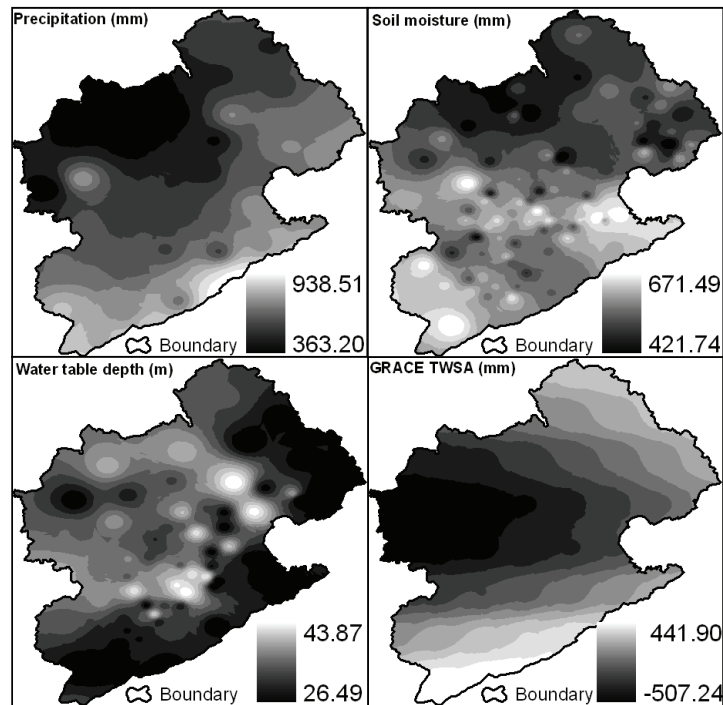 Precipitation (mm)
938.51
363.20
Boundary
Soil moisture (mm)
671.49
421.74
Boundary
Water table depth (m)
43.87
26.49
Boundary
GRACE TWSA (mm)
441.90
-507.24
Boundary